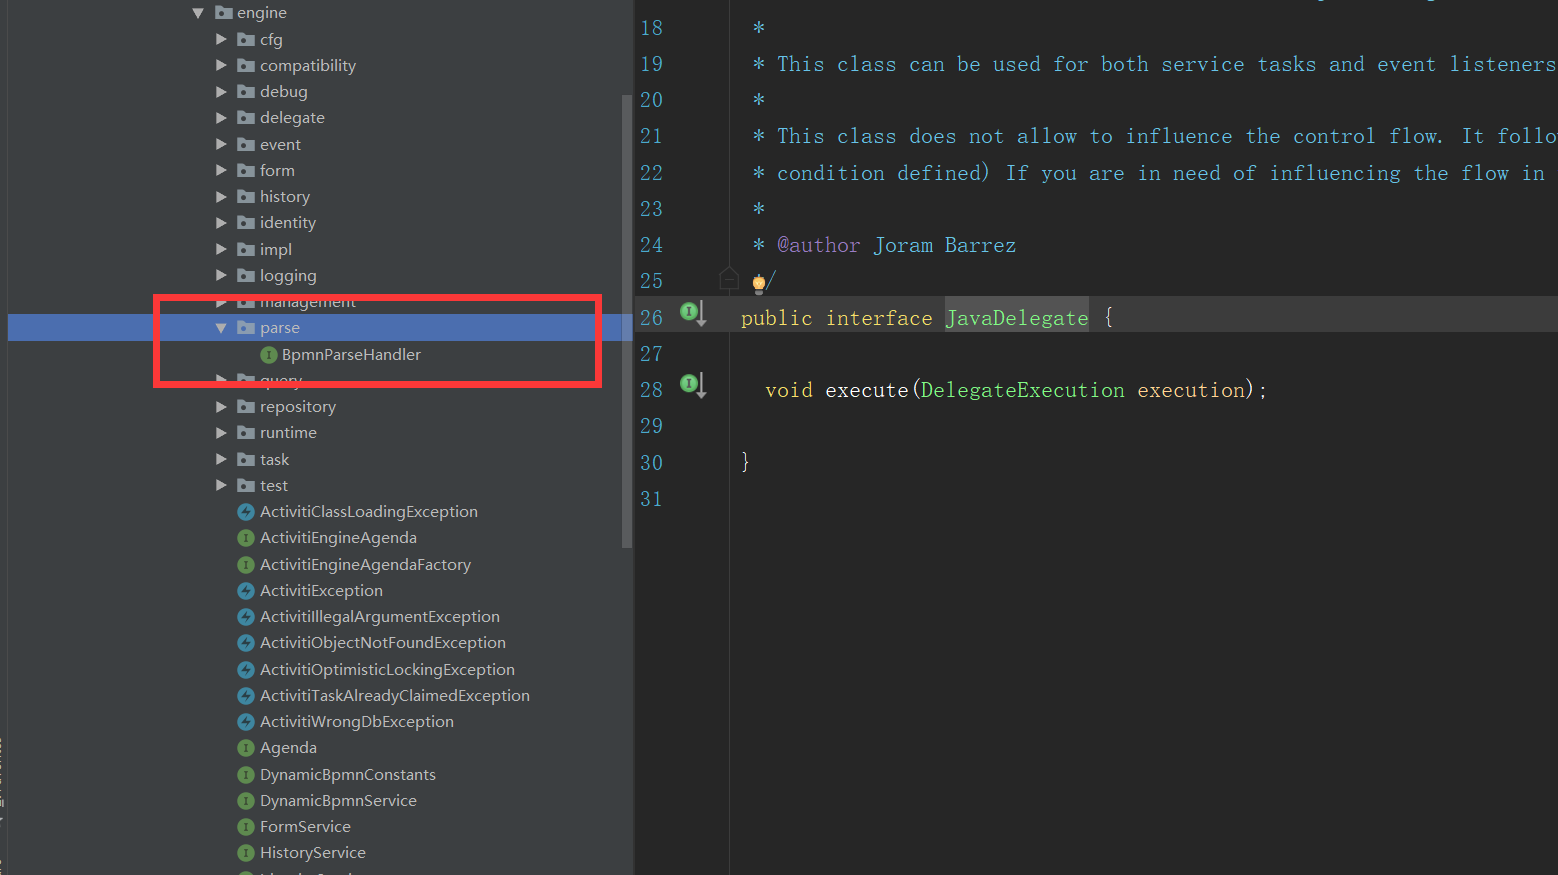 engine
cfg
compatibility
debug
delegate
event
form
history
identity
impl
logging
management
parse
BpmnParseHandler
query
repository
runtime
task
test
ActivitiClassLoadingException
ActivitiEngineAgenda
ActivitiEngineAgendaFactory
ActivitiException
ActivitiIllegalArgumentException
ActivitiObjectNotFoundException
ActivitiOptimisticLockingException
ActivitiTaskAlreadyClaimedException
ActivitiWrongDbException
Agenda
DynamicBpmnConstants
DynamicBpmnService
FormService
HistoryService
18 *
19 * This class can be used for both service tasks and event listeners
20 *
21 * This class does not allow to influence the control flow. It follo
22 * condition defined) If you are in need of influencing the flow in
23 *
24 * @author Joram Barrez
25 */
26 public interface JavaDelegate {
27
28 void execute(DelegateExecution execution);
29
30 }
31